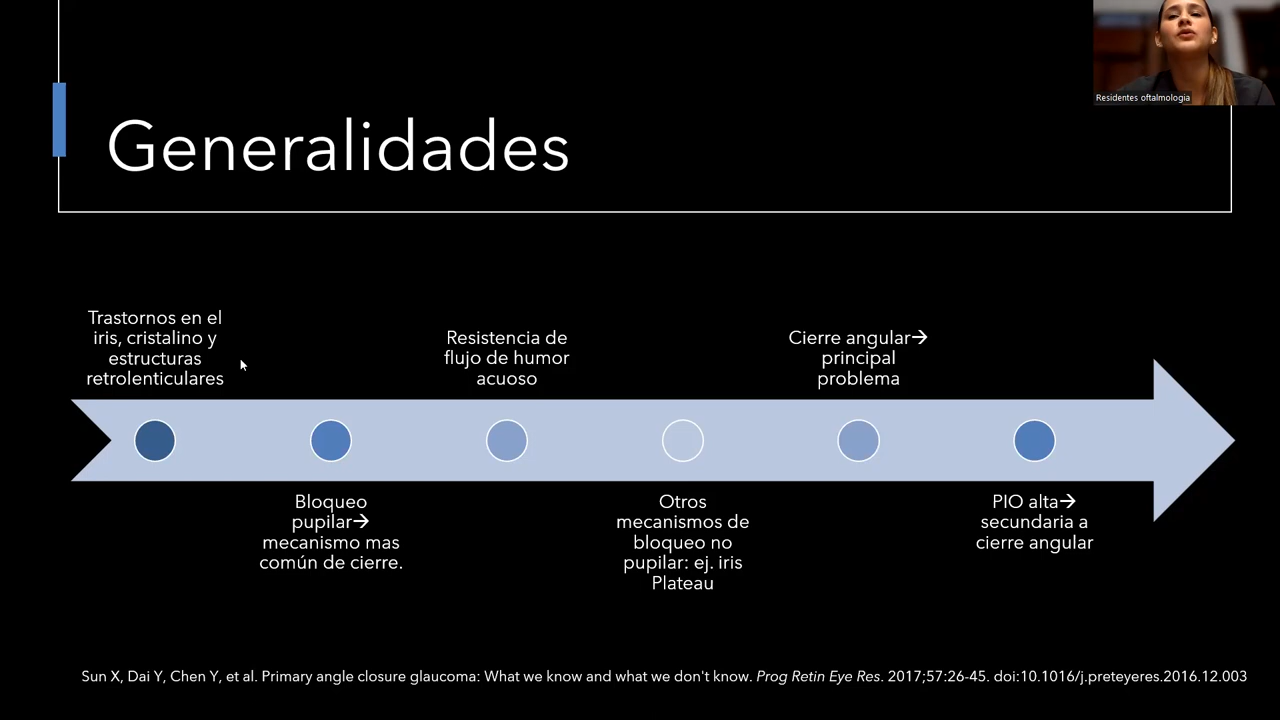 Residentes oftalmologia
Generalidades
Trastornos en el
iris, cristalino y
estructuras
retrolenticulares
Bloqueo
pupilar→
mecanismo mas
común de cierre.
Resistencia de
flujo de humor
acuoso
Otros
mecanismos de
bloqueo no
pupilar: ej. iris
Plateau
Cierre angular→
principal
problema
PIO alta→
secundaria a
cierre angular
Sun X, Dai Y, Chen Y, et al. Primary angle closure glaucoma: What we know and what we don't know. Prog Retin Eye Res. 2017;57:26-45. doi:10.1016/j.preteyeres.2016.12.003